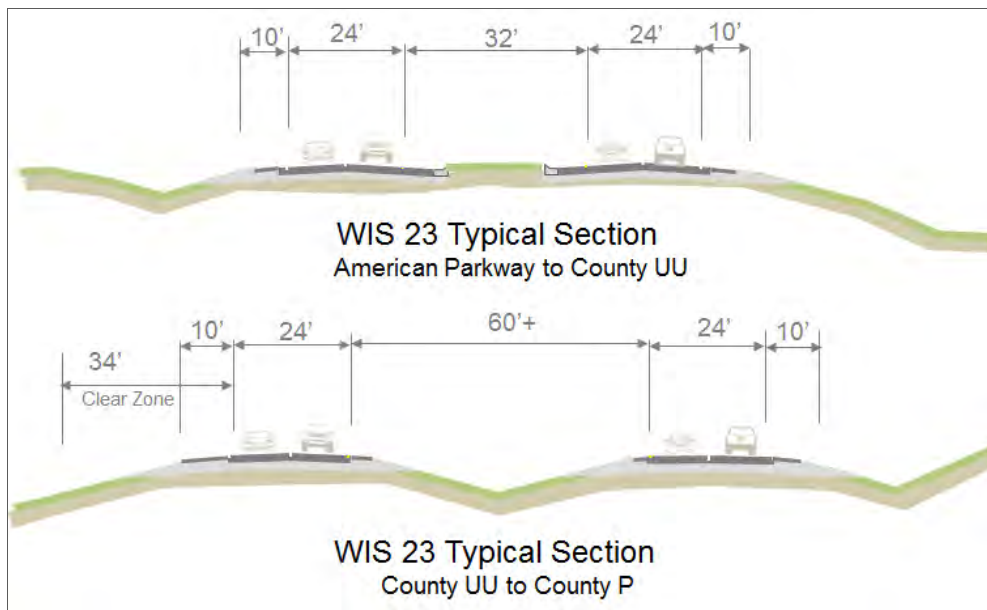 10’ 24’ 32’ 24’ 10’
WIS 23 Typical Section
American Parkway to County UU
60’+
10’ 24’ 24’ 10’
34’
Clear Zone
WIS 23 Typical Section
County UU to County P